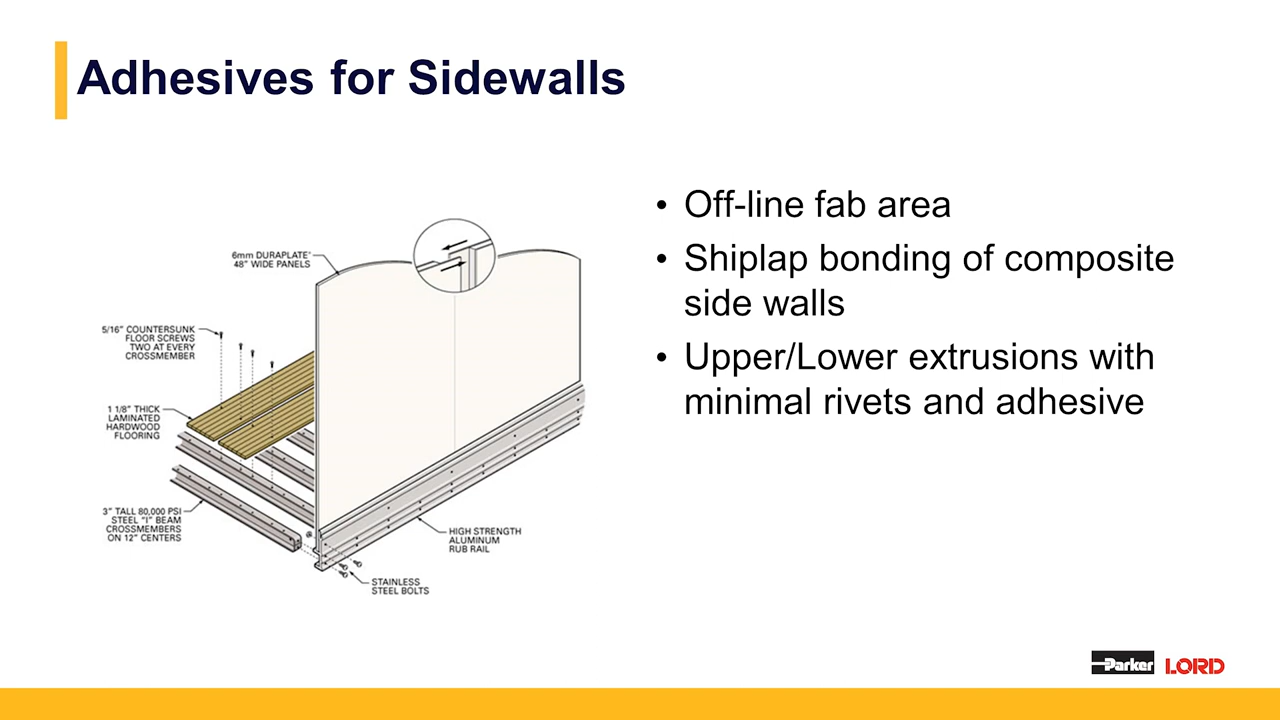 Adhesives for Sidewalls
6mm DURAPLATE™
48" WIDE PANELS
5/16" COUNTERSUNK
FLOOR SCREWS
TWO AT EVERY
CROSSMEMBER
1 1/8" THICK
LAMINATED
HARDWOOD
FLOORING
3" TALL 80,000 PSI
STEEL "I" BEAM
CROSSMEMBERS
ON 12" CENTERS
HIGH STRENGTH
ALUMINUM
RUB RAIL
STAINLESS
STEEL BOLTS
• Off-line fab area
• Shiplap bonding of composite
side walls
• Upper/Lower extrusions with
minimal rivets and adhesive
Parker LORD